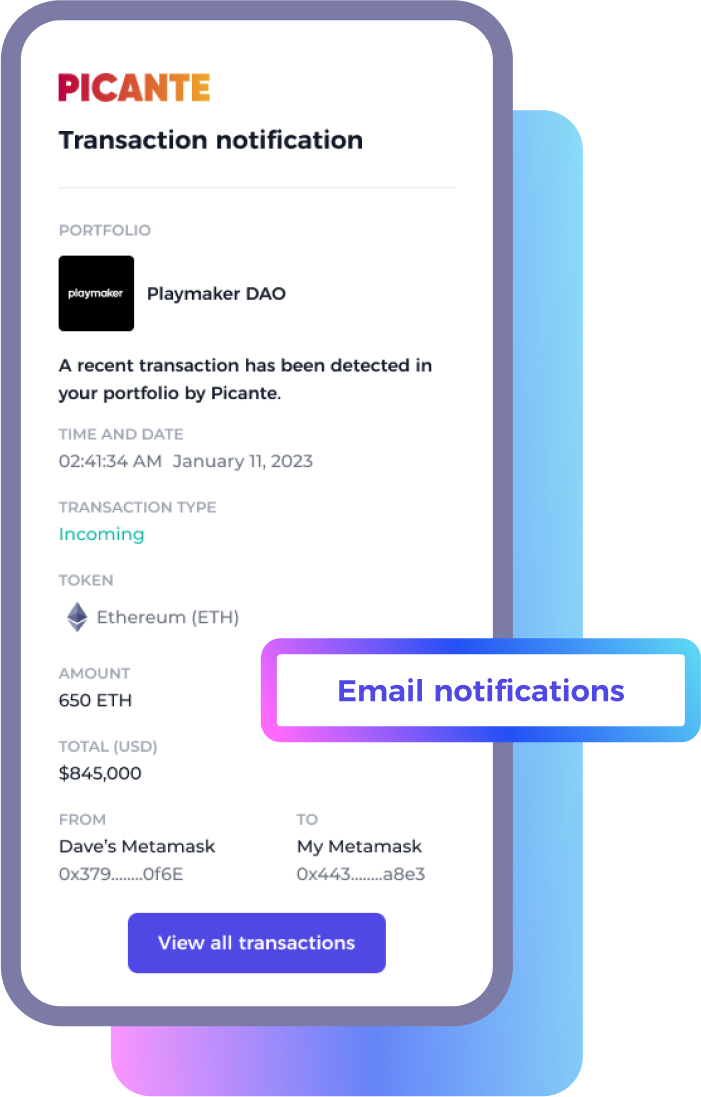 PICANTE
Transaction notification
PORTFOLIO
playmaker
Playmaker DAO
A recent transaction has been detected in
your portfolio by Picante.
TIME AND DATE
02:41:34 AM January 11, 2023
TRANSACTION TYPE
Incoming
TOKEN
Ethereum (ETH)
AMOUNT
650 ETH
Email notifications
TOTAL (USD)
$845,000
FROM
TO
Dave’s Metamask
My Metamask
0x379........0f6E
0x443........a8e3
View all transactions